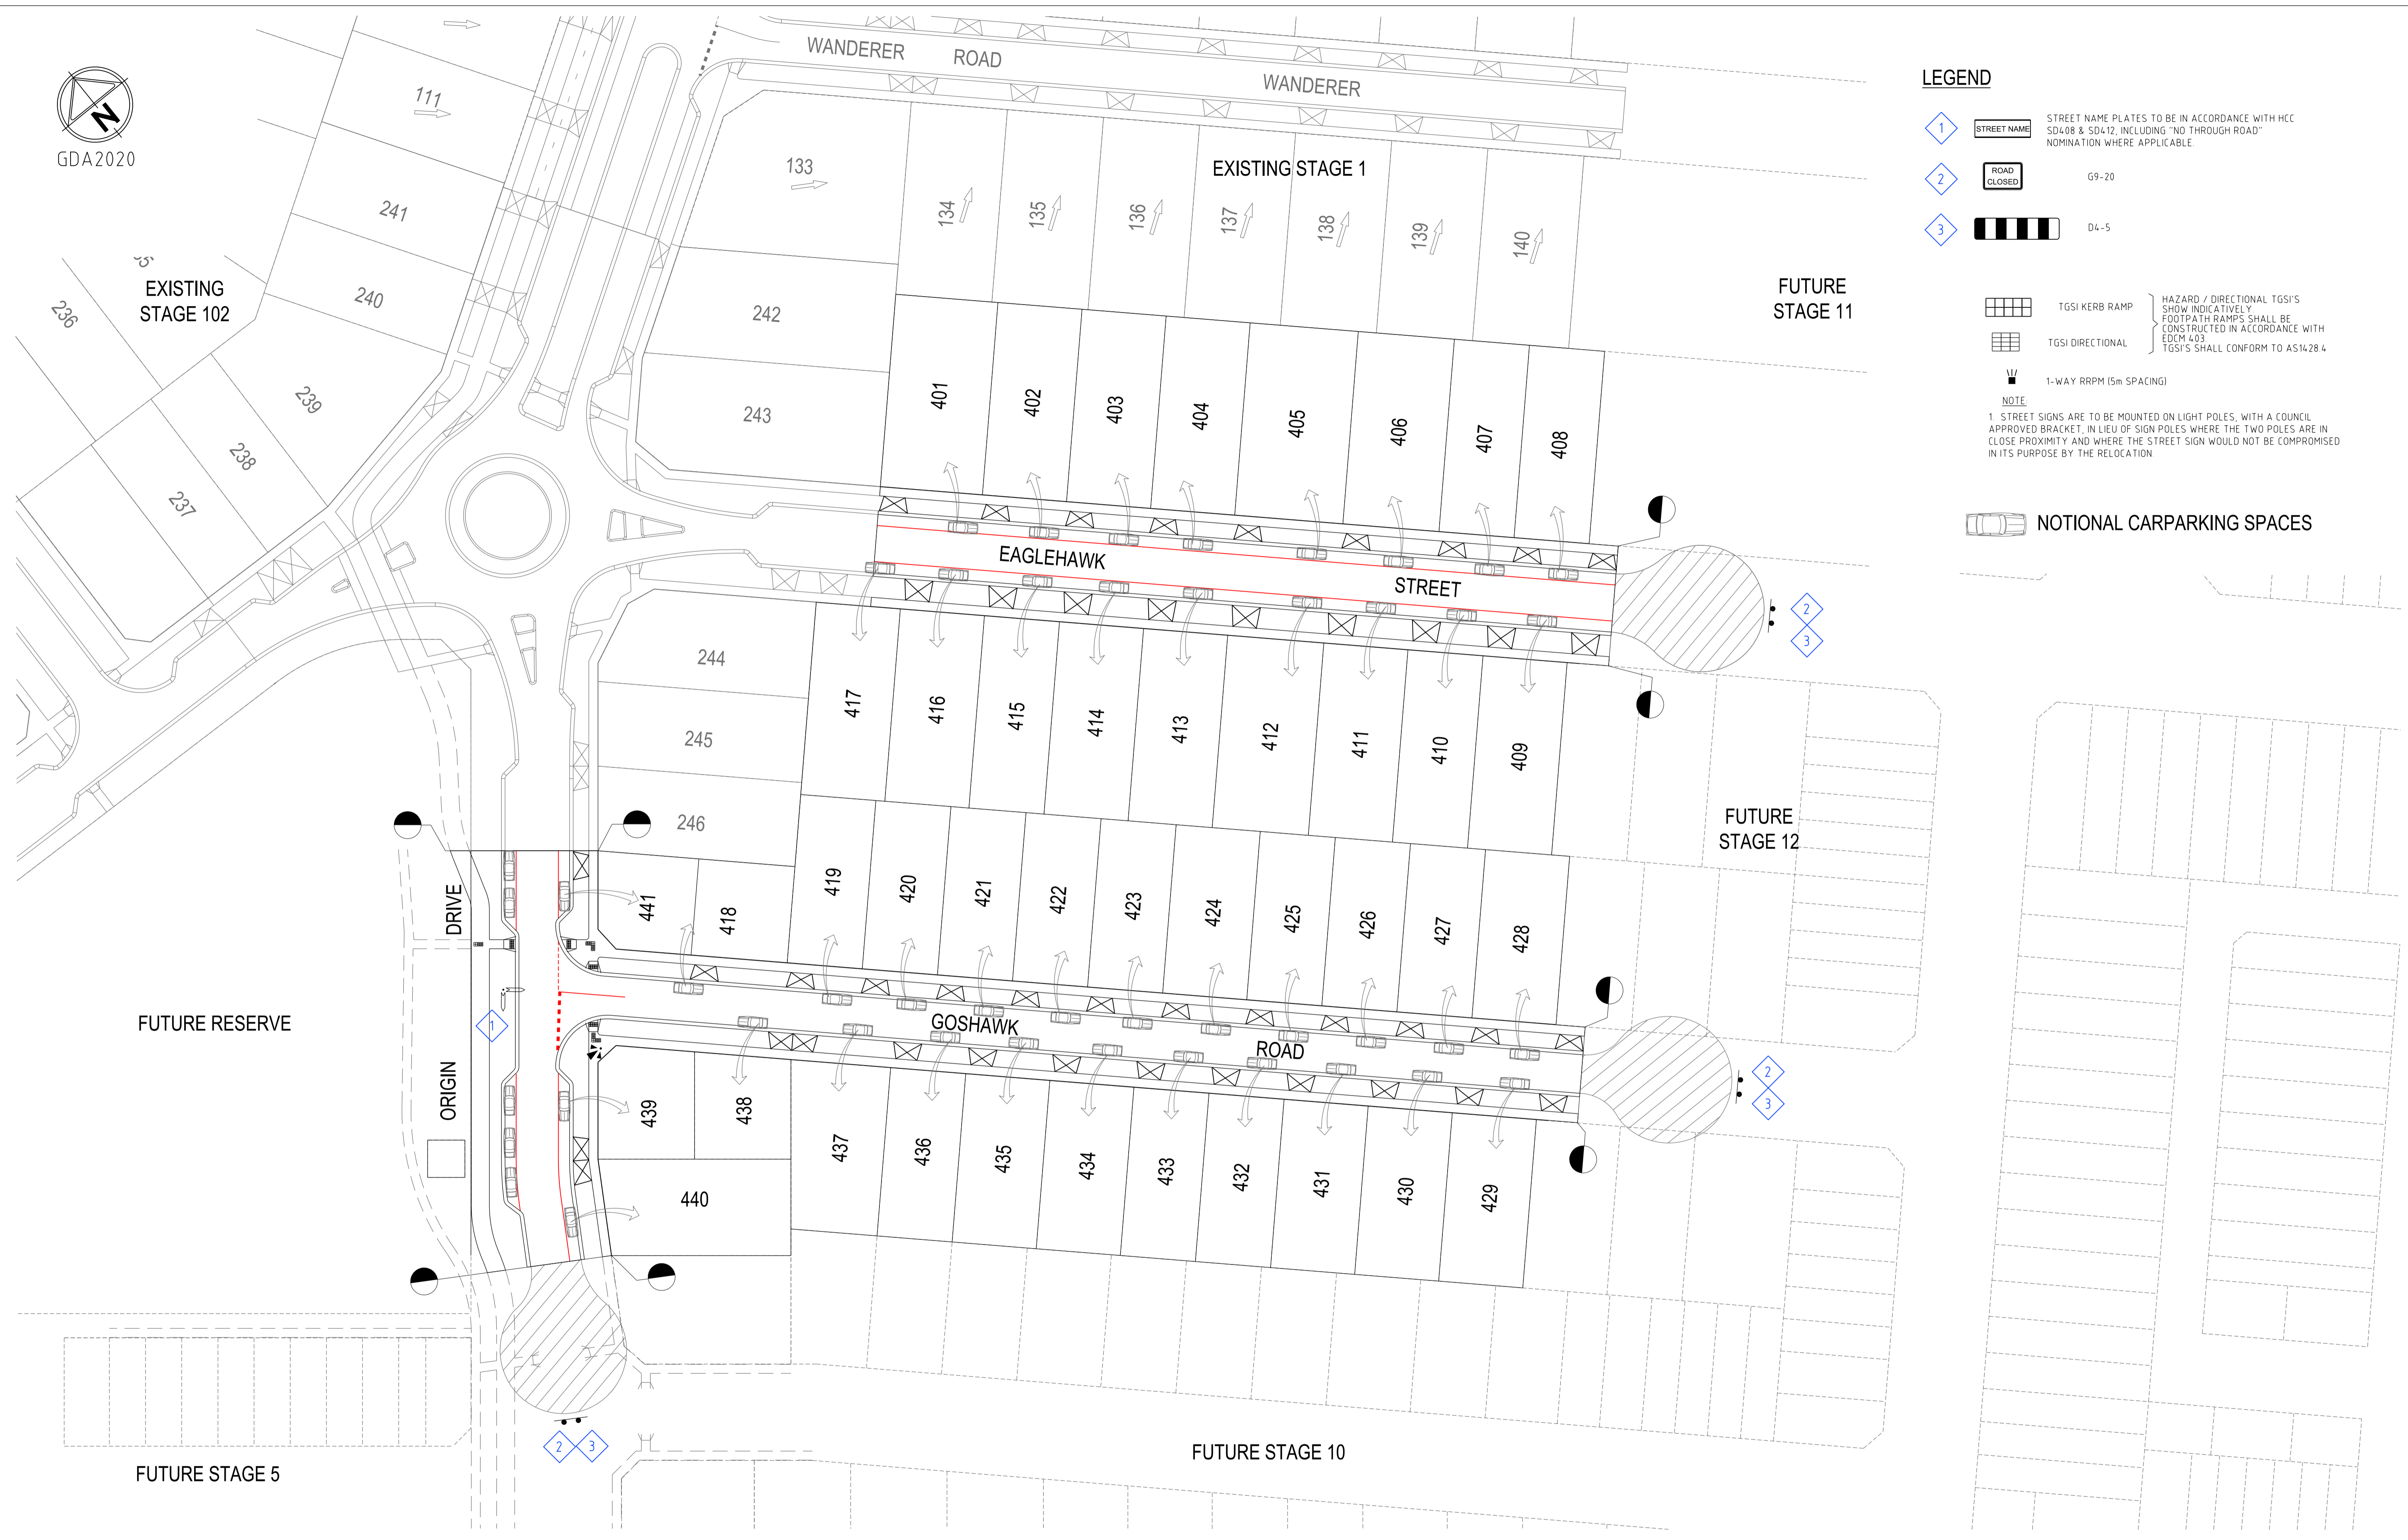 WANDERER ROAD
WANDERER
N
GDA2020
111
133
EXISTING STAGE 1
134
135
136
137
138
139
140
241
240
EXISTING
STAGE 102
236
239
238
237
242
243
FUTURE
STAGE 11
401
402
403
404
405
406
407
408
EAGLEHAWK
STREET
2
3
244
245
246
417
416
415
414
413
412
411
410
409
FUTURE
STAGE 12
441
418
419
420
421
422
423
424
425
426
427
428
DRIVE
ORIGIN
1
FUTURE RESERVE
GOSHAWK
ROAD
2
3
439
438
440
437
436
435
434
433
432
431
430
429
2
3
FUTURE STAGE 5
FUTURE STAGE 10
LEGEND
1
STREET NAME
STREET NAME PLATES TO BE IN ACCORDANCE WITH HCC
SD408 & SD412, INCLUDING "NO THROUGH ROAD"
NOMINATION WHERE APPLICABLE.
2
ROAD
CLOSED
G9-20
3
D4-5
TGSI KERB RAMP
TGSI DIRECTIONAL
HAZARD / DIRECTIONAL TGSI'S
SHOW INDICATIVELY
FOOTPATH RAMPS SHALL BE
CONSTRUCTED IN ACCORDANCE WITH
EDCM 403.
TGSI'S SHALL CONFORM TO AS1428.4
1-WAY RRPM (5m SPACING)
NOTE:
1. STREET SIGNS ARE TO BE MOUNTED ON LIGHT POLES, WITH A COUNCIL
APPROVED BRACKET, IN LIEU OF SIGN POLES WHERE THE TWO POLES ARE IN
CLOSE PROXIMITY AND WHERE THE STREET SIGN WOULD NOT BE COMPROMISED
IN ITS PURPOSE BY THE RELOCATION.
NOTIONAL CARPARKING SPACES